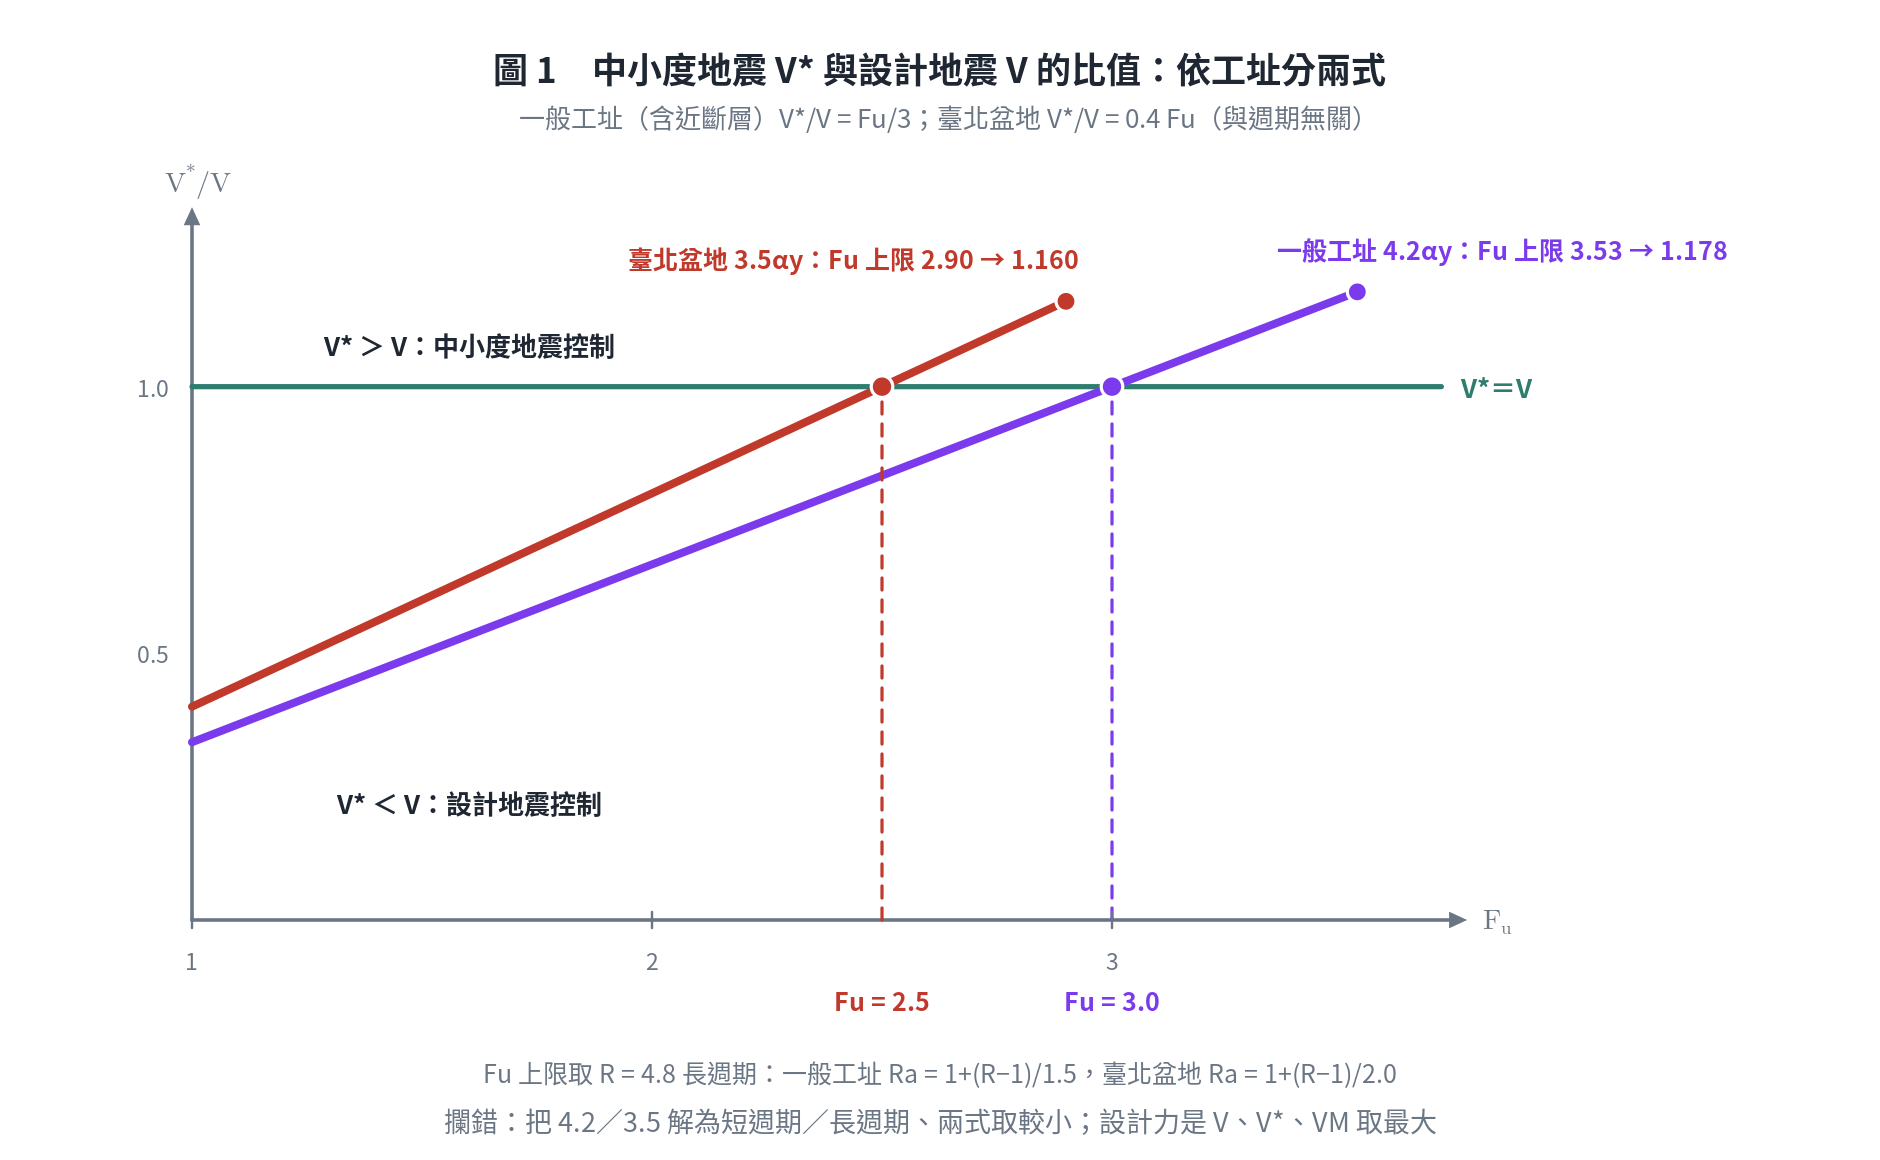 圖 1　中小度地震 V* 與設計地震 V 的比值：依工址分兩式
一般工址（含近斷層）V*/V = Fu/3；臺北盆地 V*/V = 0.4 Fu（與週期無關）
V*/V
臺北盆地 3.5αy：Fu 上限 2.90 → 1.160
一般工址 4.2αy：Fu 上限 3.53 → 1.178
V* ＞ V：中小度地震控制
1.0
V*＝V
0.5
V* ＜ V：設計地震控制
Fu
1
2
3
Fu = 2.5
Fu = 3.0
Fu 上限取 R = 4.8 長週期：一般工址 Ra = 1+(R−1)/1.5，臺北盆地 Ra = 1+(R−1)/2.0
攔錯：把 4.2／3.5 解為短週期／長週期、兩式取較小；設計力是 V、V*、VM 取最大